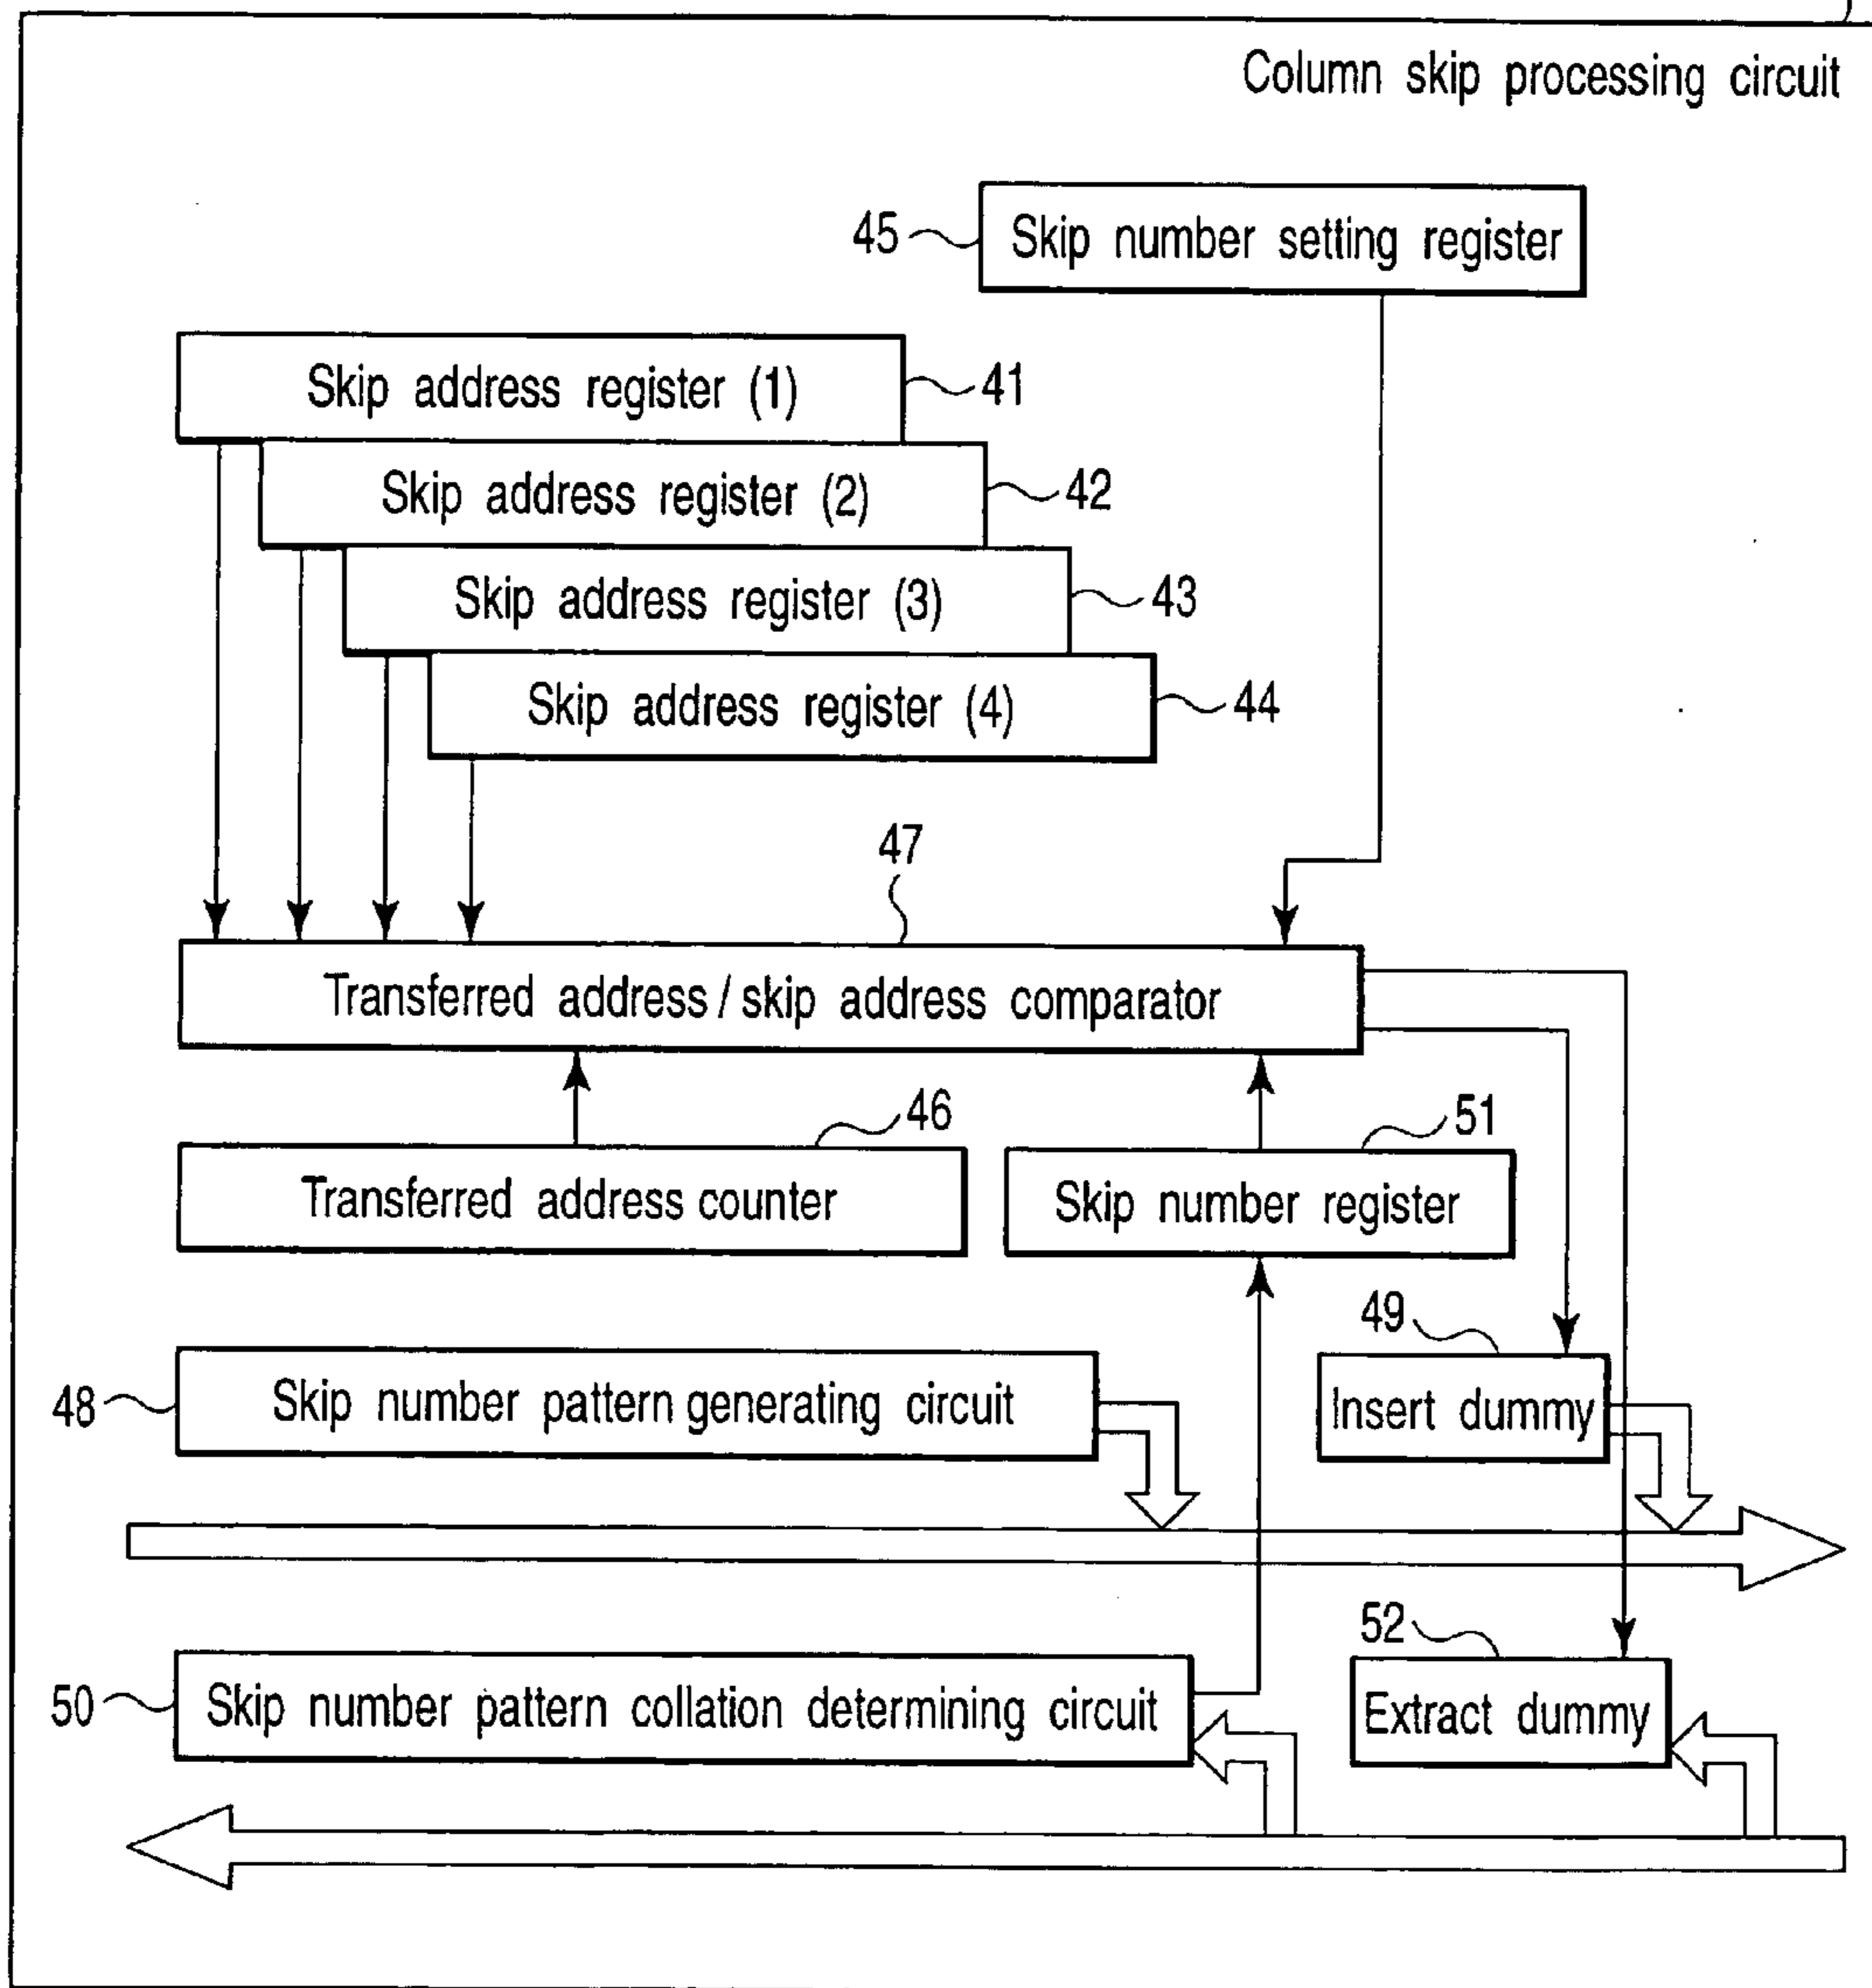 Column skip processing circuit
45 Skip number setting register
Skip address register (1) 41
Skip address register (2) 42
Skip address register (3) 43
Skip address register (4) 44
47
Transferred address / skip address comparator
46
51
Transferred address counter
Skip number register
49
48 Skip number pattern generating circuit
Insert dummy
52
50 Skip number pattern collation determining circuit
Extract dummy